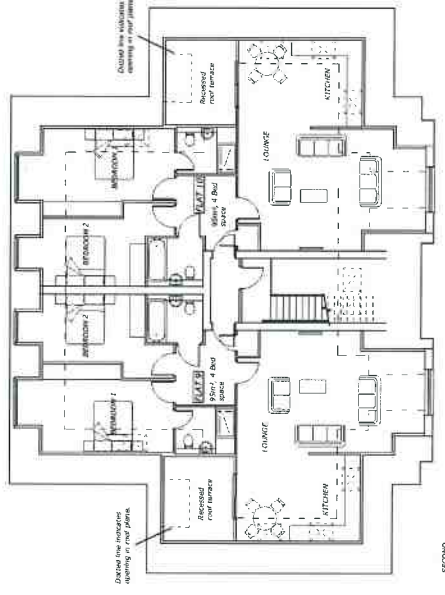 Dotted line indicates
opening in roof plane.
Recessed
roof terrace
KITCHEN
LOUNGE
BEDROOM 1
BEDROOM 2
FLAT 10
95m², 4 Bed
space
BEDROOM 2
BEDROOM 1
FLAT 9
95m², 4 Bed
space
LOUNGE
KITCHEN
Recessed
roof terrace
Dotted line indicates
opening in roof plane.
SECOND